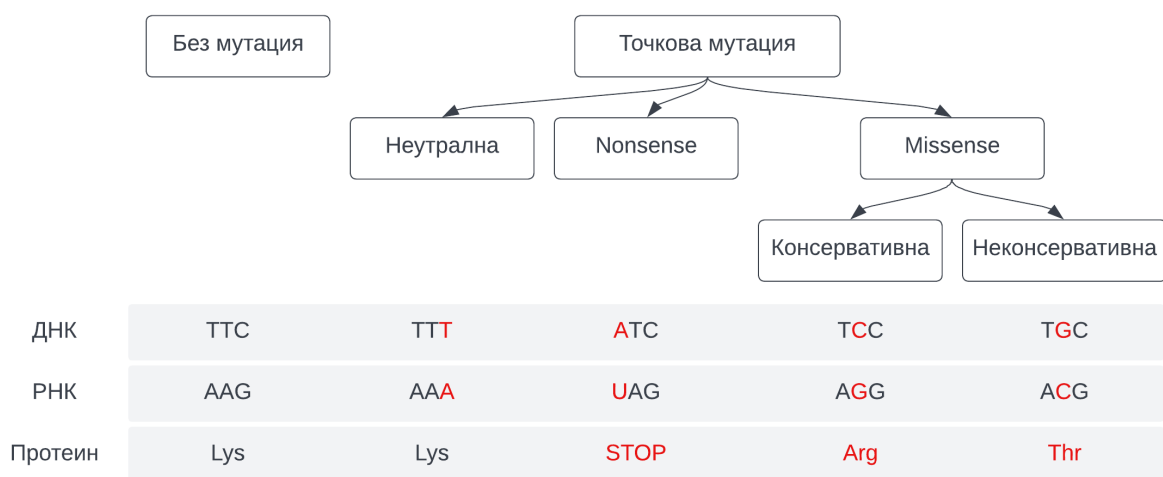 Без мутация
Точкова мутация
Неутрална
Nonsense
Missense
Консервативна
Неконсервативна
ДНК TTC TTT ATC TCC TGC
РНК AAG AAA UAG AGG ACG
Протеин Lys Lys STOP Arg Thr